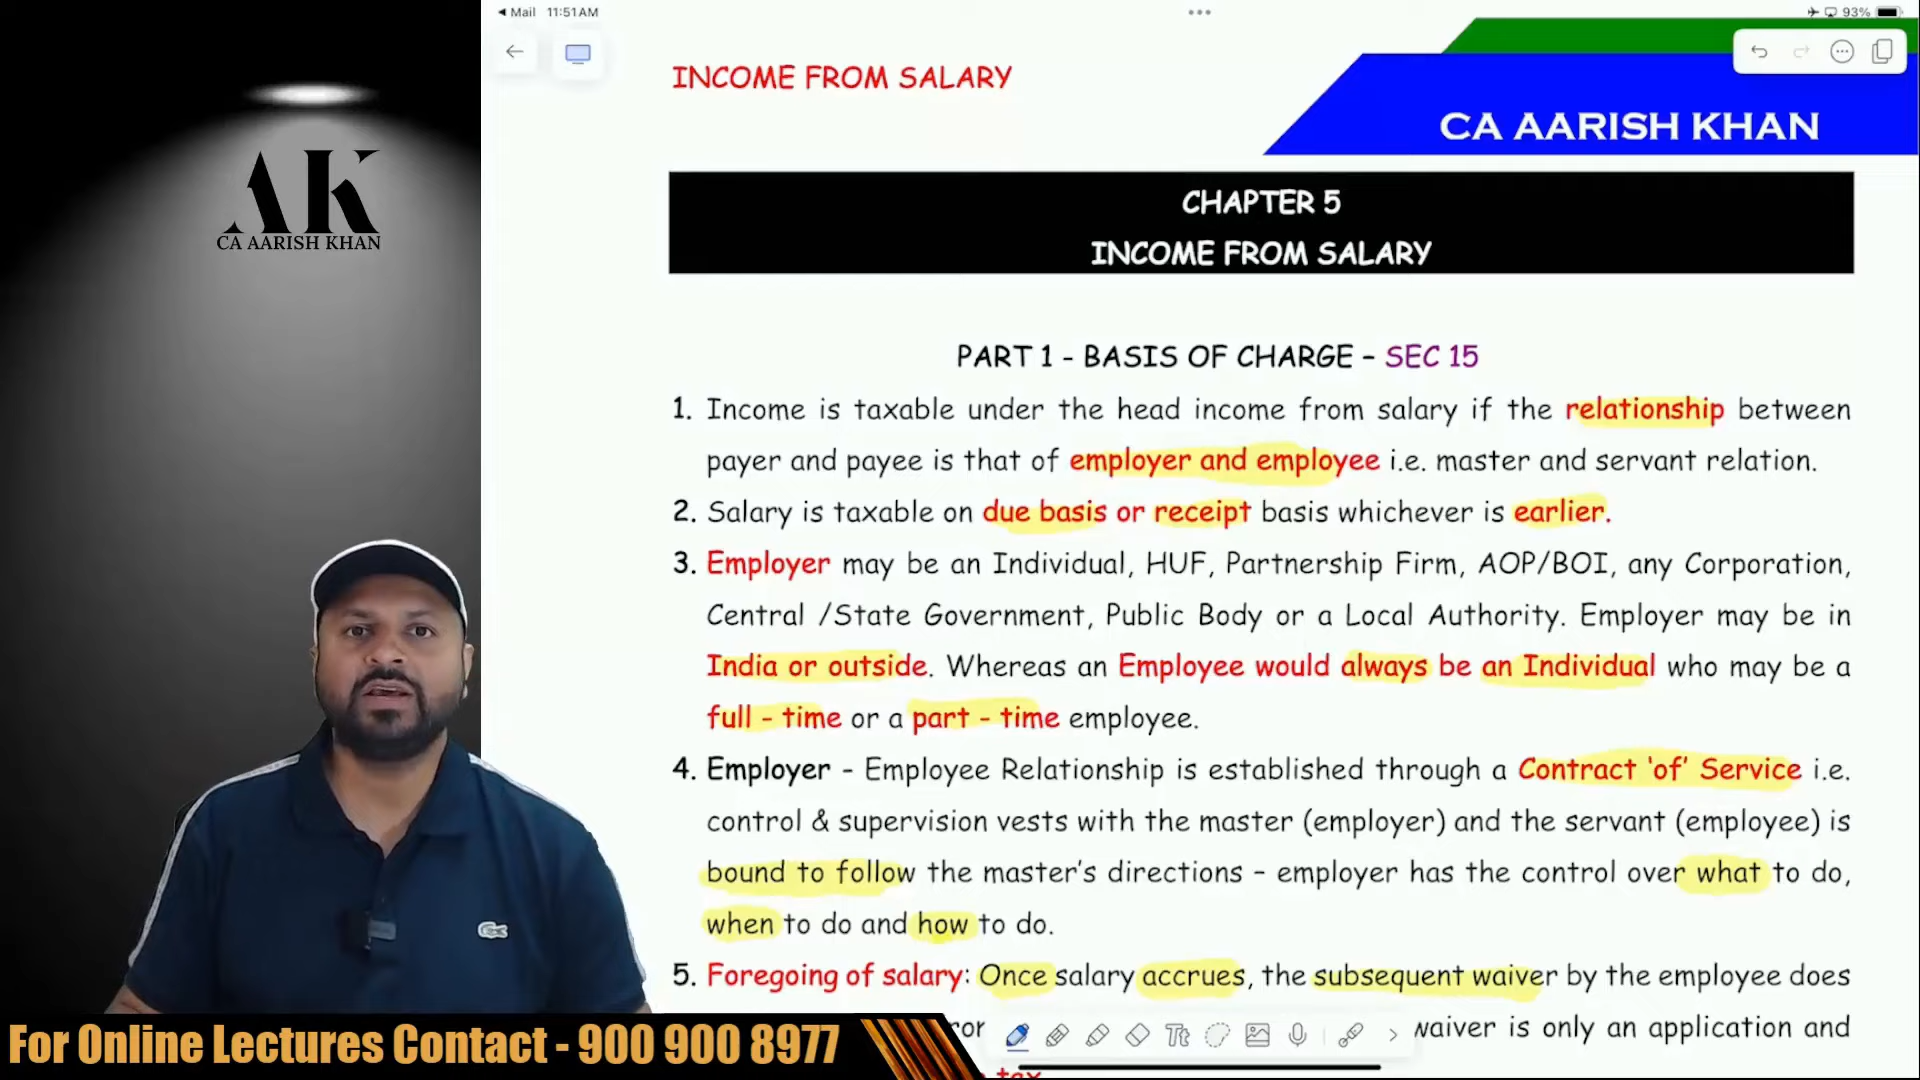 Mail 11:51 AM
93%
INCOME FROM SALARY
CA AARISH KHAN
AK
CA AARISH KHAN
CHAPTER 5
INCOME FROM SALARY
PART 1 - BASIS OF CHARGE – SEC 15
1. Income is taxable under the head income from salary if the relationship between
payer and payee is that of employer and employee i.e. master and servant relation.
2. Salary is taxable on due basis or receipt basis whichever is earlier.
3. Employer may be an Individual, HUF, Partnership Firm, AOP/BOI, any Corporation,
Central /State Government, Public Body or a Local Authority. Employer may be in
India or outside. Whereas an Employee would always be an Individual who may be a
full - time or a part - time employee.
4. Employer - Employee Relationship is established through a Contract 'of' Service i.e.
control & supervision vests with the master (employer) and the servant (employee) is
bound to follow the master's directions – employer has the control over what to do,
when to do and how to do.
5. Foregoing of salary: Once salary accrues, the subsequent waiver by the employee does
Tt
waiver is only an application and
For Online Lectures Contact - 900 900 8977